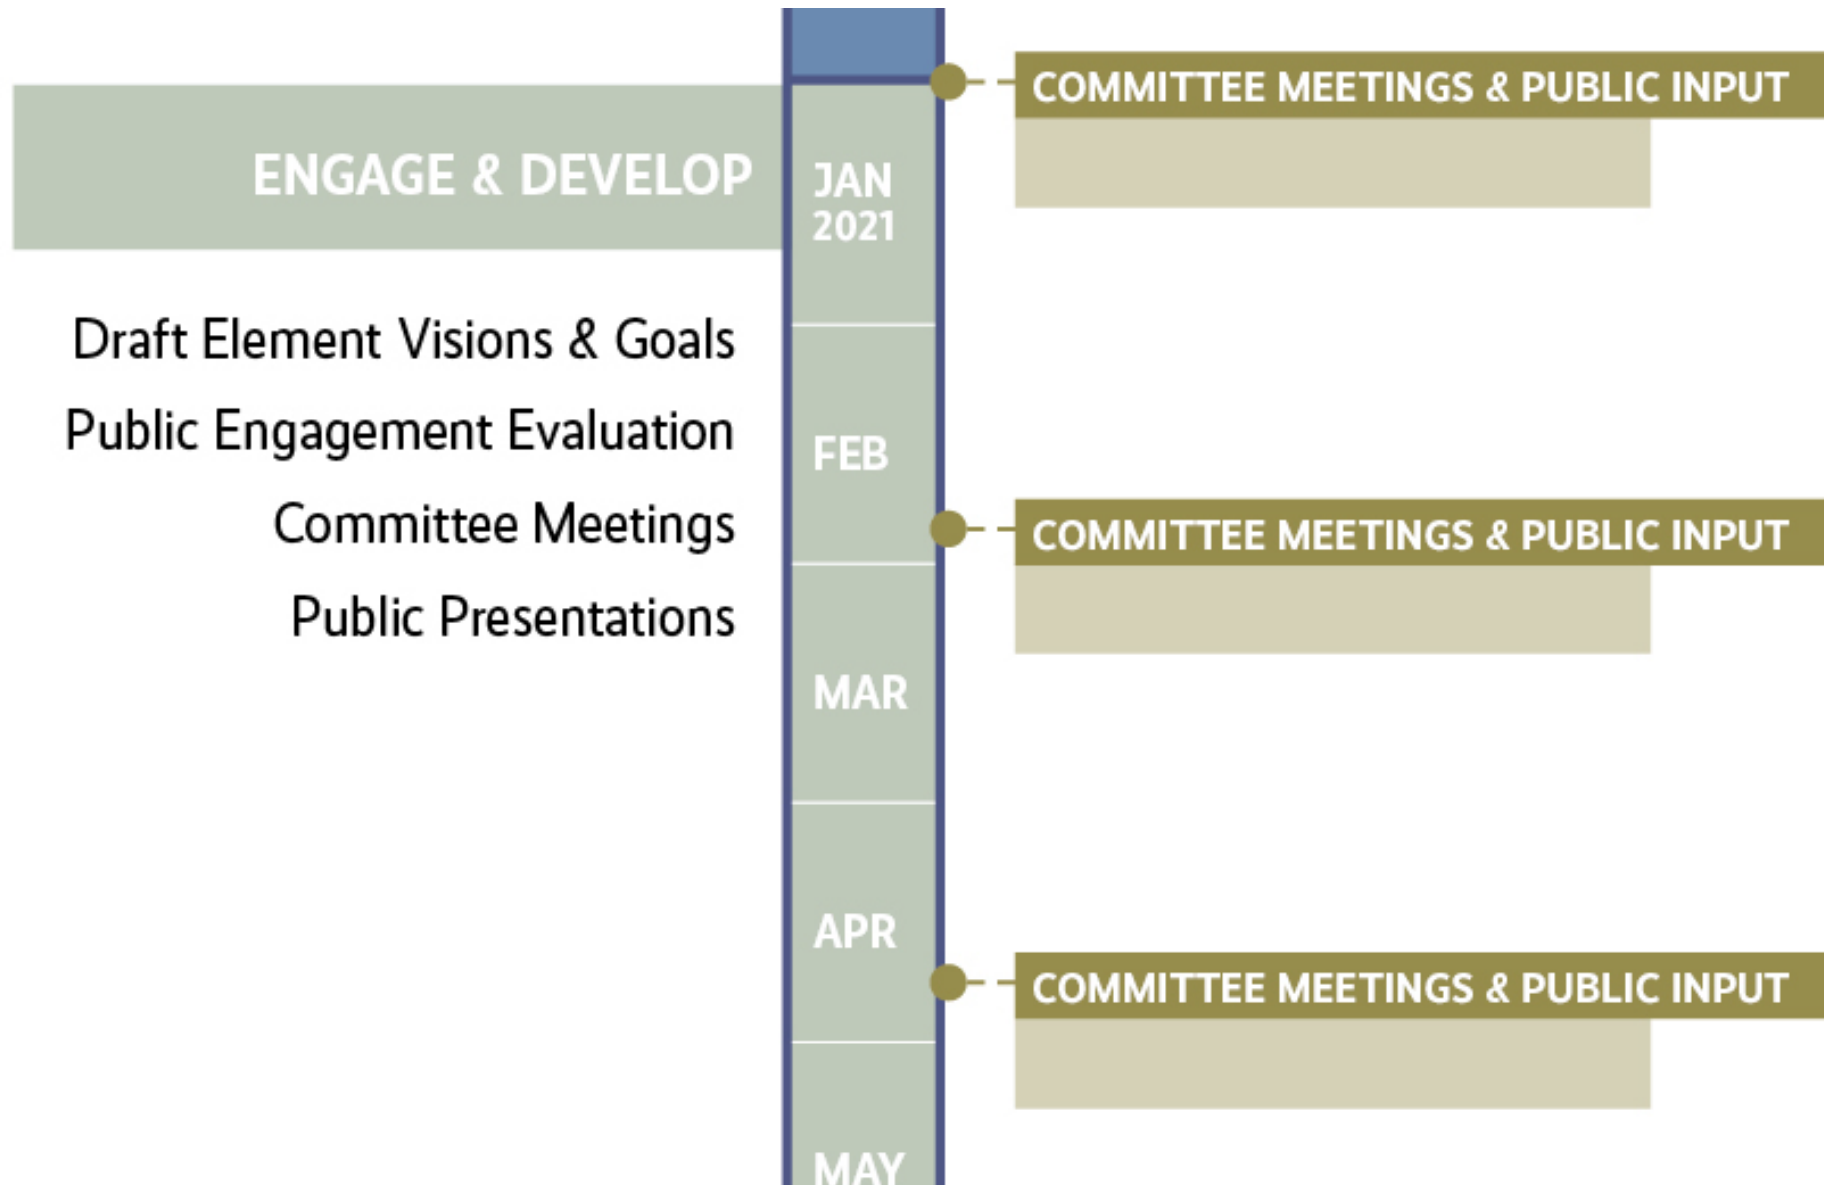 COMMITTEE MEETINGS & PUBLIC INPUT
ENGAGE & DEVELOP
JAN
2021
Draft Element Visions & Goals
Public Engagement Evaluation
FEB
Committee Meetings
COMMITTEE MEETINGS & PUBLIC INPUT
Public Presentations
MAR
APR
COMMITTEE MEETINGS & PUBLIC INPUT
MAY